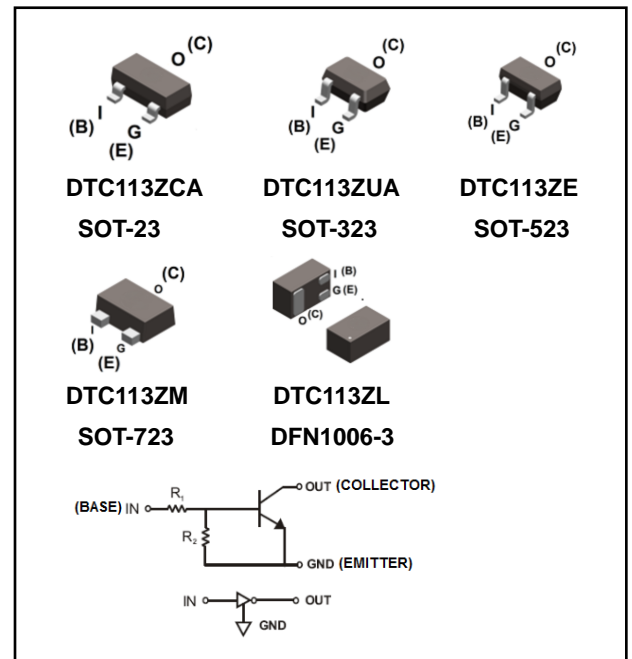 O (C)
I
(B)
G
(E)
DTC113ZCA
SOT-23
O (C)
I
(B)
G
(E)
DTC113ZUA
SOT-323
O (C)
I
(B)
G
(E)
DTC113ZE
SOT-523
O (C)
I
(B)
G
(E)
DTC113ZM
SOT-723
I (B)
G (E)
O (C)
DTC113ZL
DFN1006-3
R1
R2
(BASE) IN
OUT (COLLECTOR)
GND (EMITTER)
IN
OUT
GND